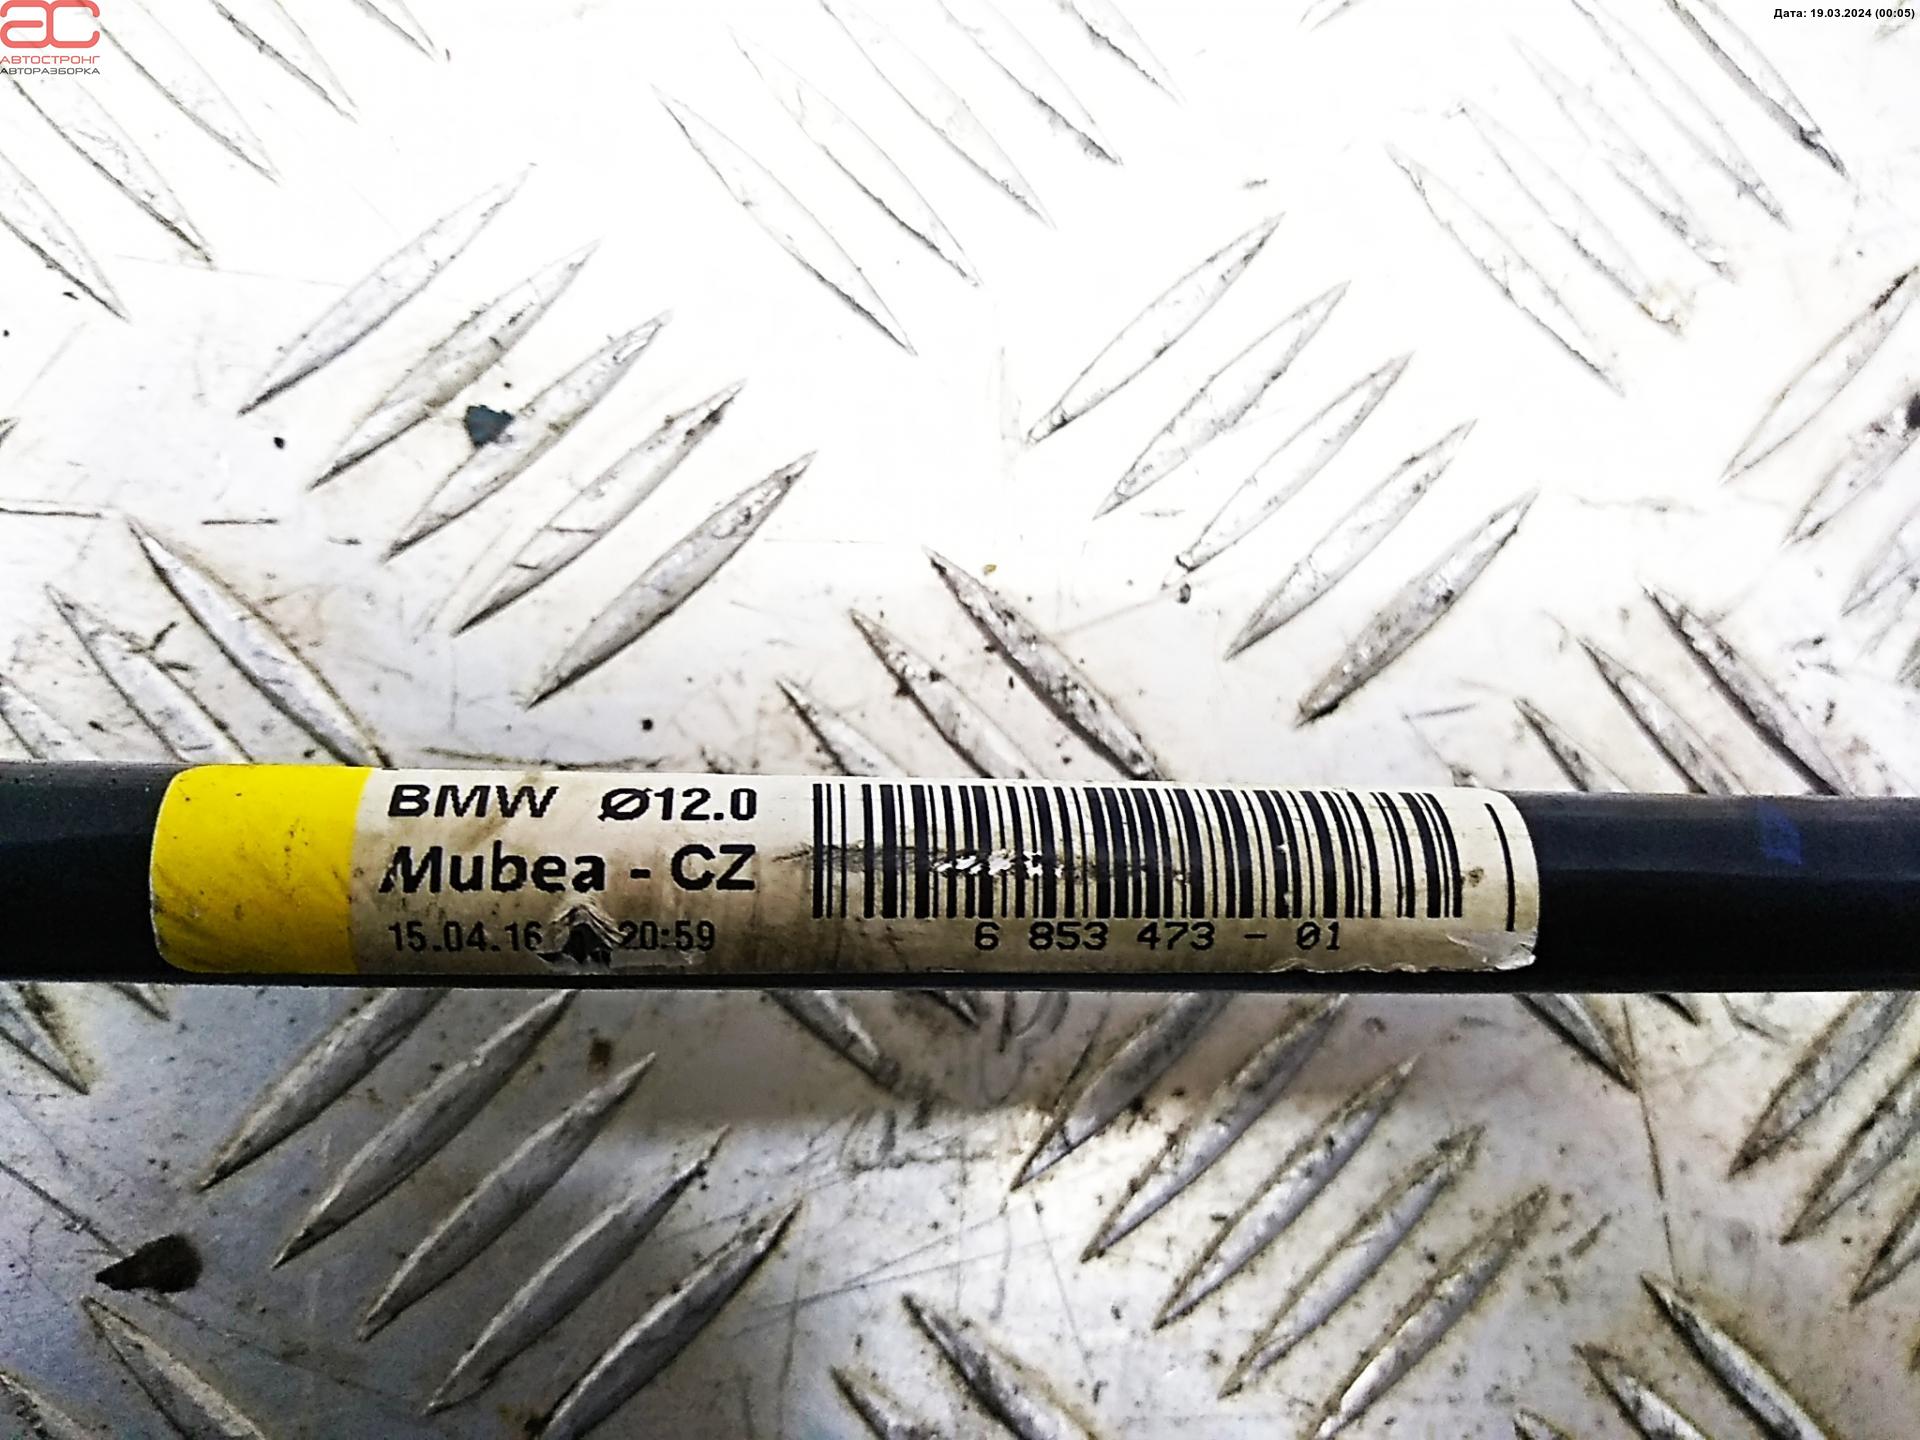 ас
АВТОСТРОНГ
АВТОРАЗБОРКА
Дата: 19.03.2024 (00:05)
BMW Ø12.0
Mubea - CZ
15.04.16 20:59
6 853 473 - 01